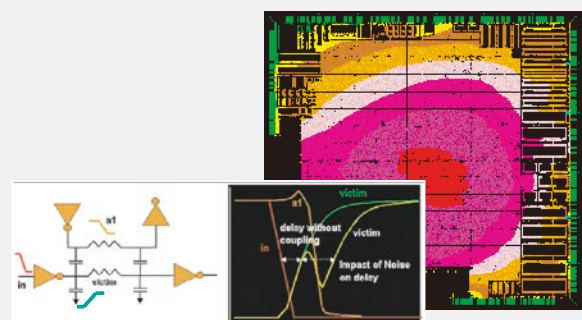 a1
in
victim
victim
a1
delay without
coupling
victim
in
Impact of Noise
on delay